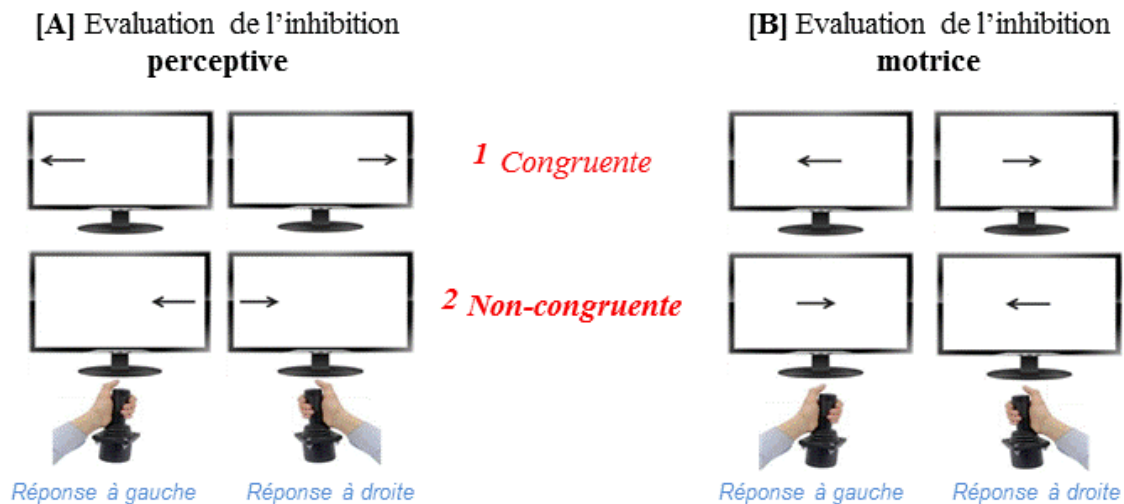 [A] Evaluation de l’inhibition
perceptive
[B] Evaluation de l’inhibition
motrice
1 Congruente
2 Non-congruente
Réponse à gauche
Réponse à droite
Réponse à gauche
Réponse à droite